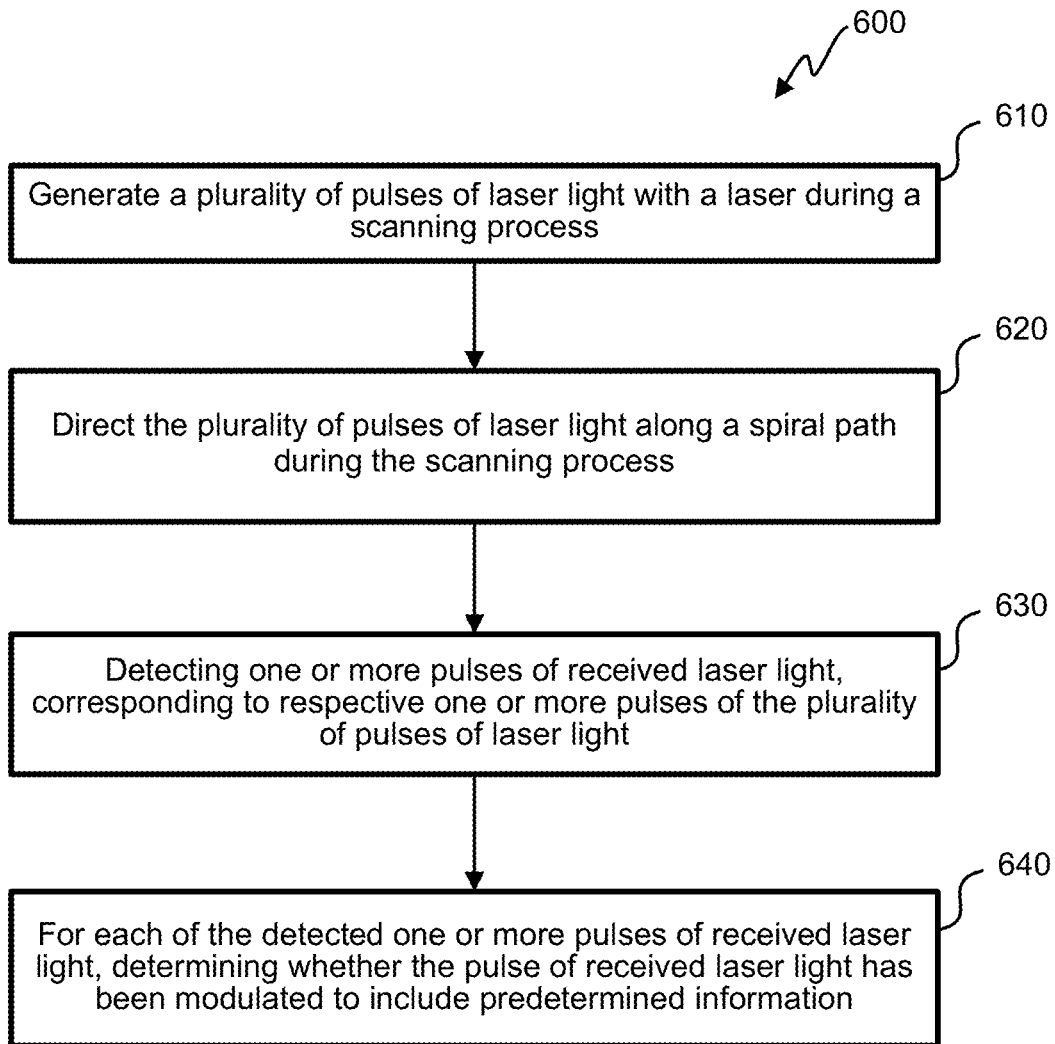 600
610
Generate a plurality of pulses of laser light with a laser during a
scanning process
620
Direct the plurality of pulses of laser light along a spiral path
during the scanning process
630
Detecting one or more pulses of received laser light,
corresponding to respective one or more pulses of the plurality
of pulses of laser light
640
For each of the detected one or more pulses of received laser
light, determining whether the pulse of received laser light has
been modulated to include predetermined information